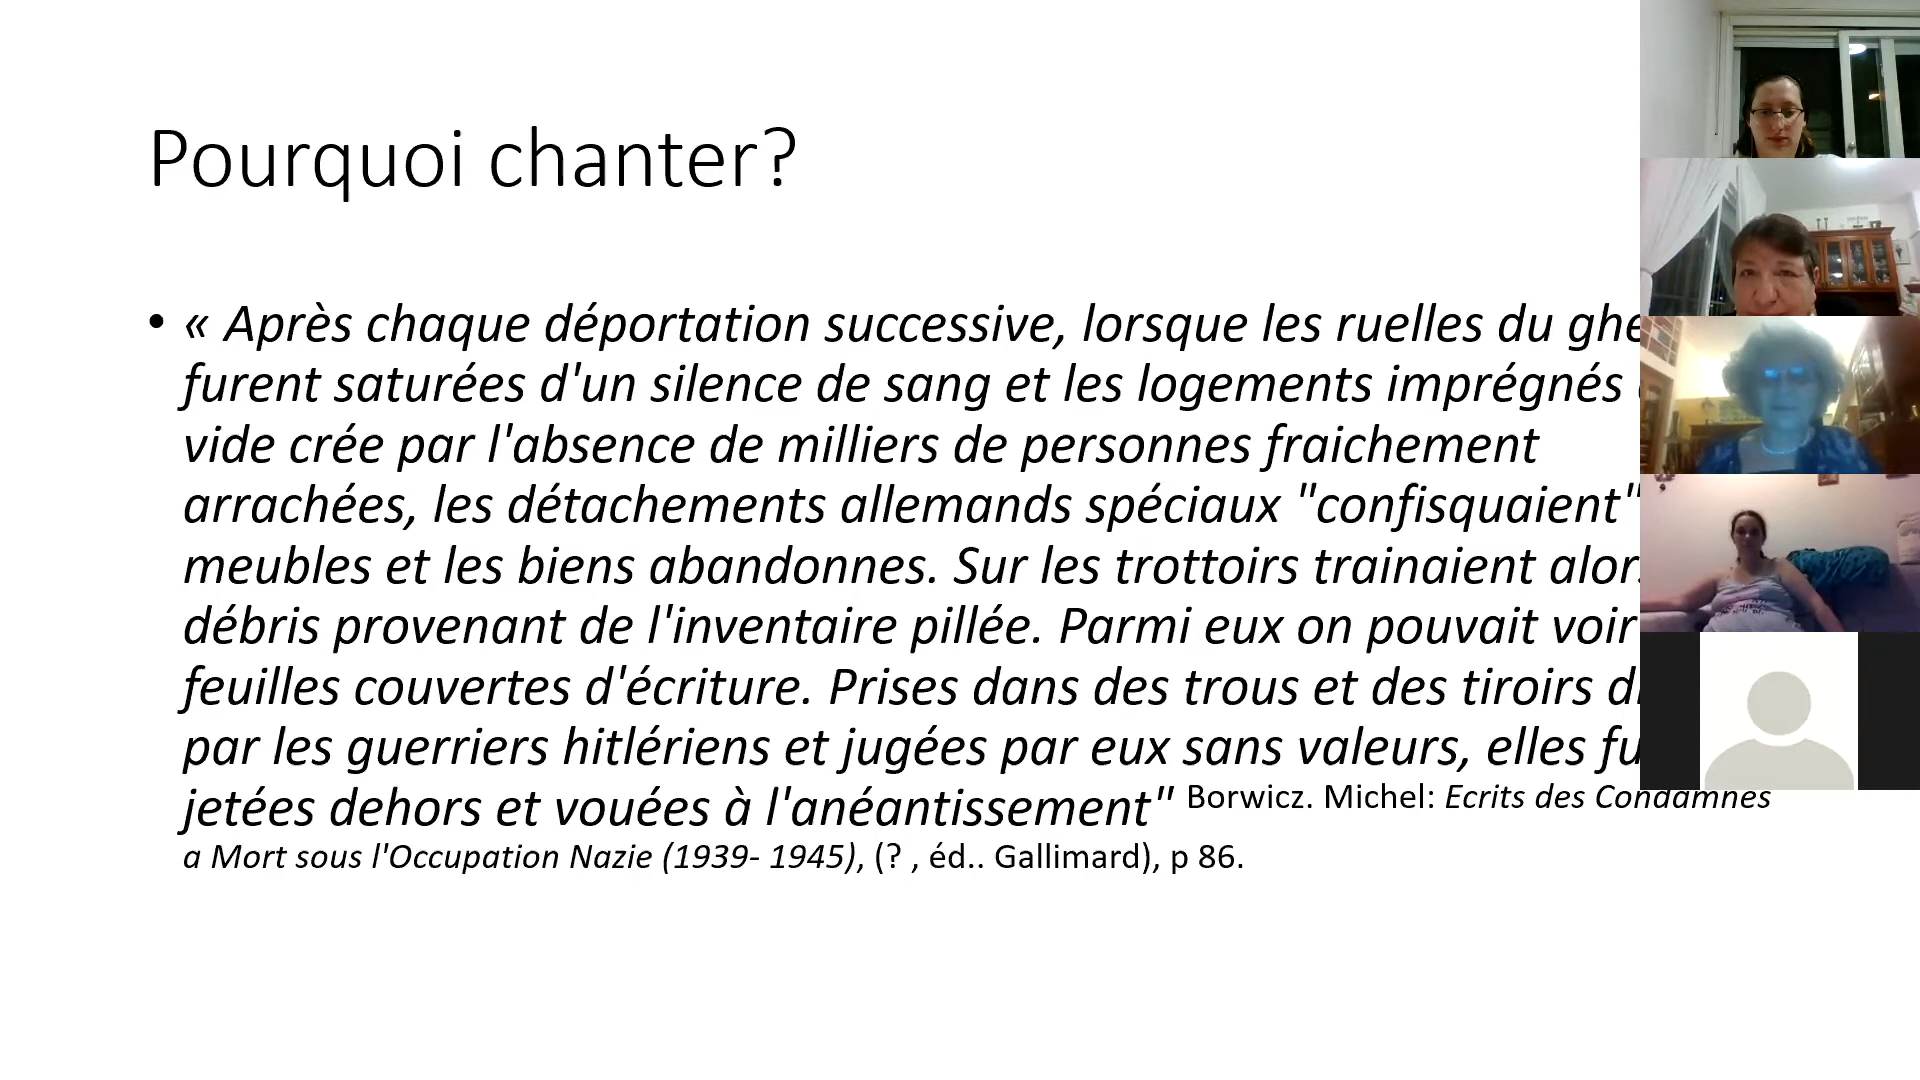 Pourquoi chanter?
• « Après chaque déportation successive, lorsque les ruelles du
furent saturées d'un silence de sang et les logements imprégnés
vide crée par l'absence de milliers de personnes fraichement
arrachées, les détachements allemands spéciaux "confisquaient"
meubles et les biens abandonnes. Sur les trottoirs trainaient
débris provenant de l'inventaire pillée. Parmi eux on pouvait voir
feuilles couvertes d'écriture. Prises dans des trous et des tiroirs
par les guerriers hitlériens et jugées par eux sans valeurs, elles
jetées dehors et vouées à l'anéantissement" Borwicz. Michel: Ecrits des Condamnes
a Mort sous l'Occupation Nazie (1939- 1945), (? , éd.. Gallimard), p 86.